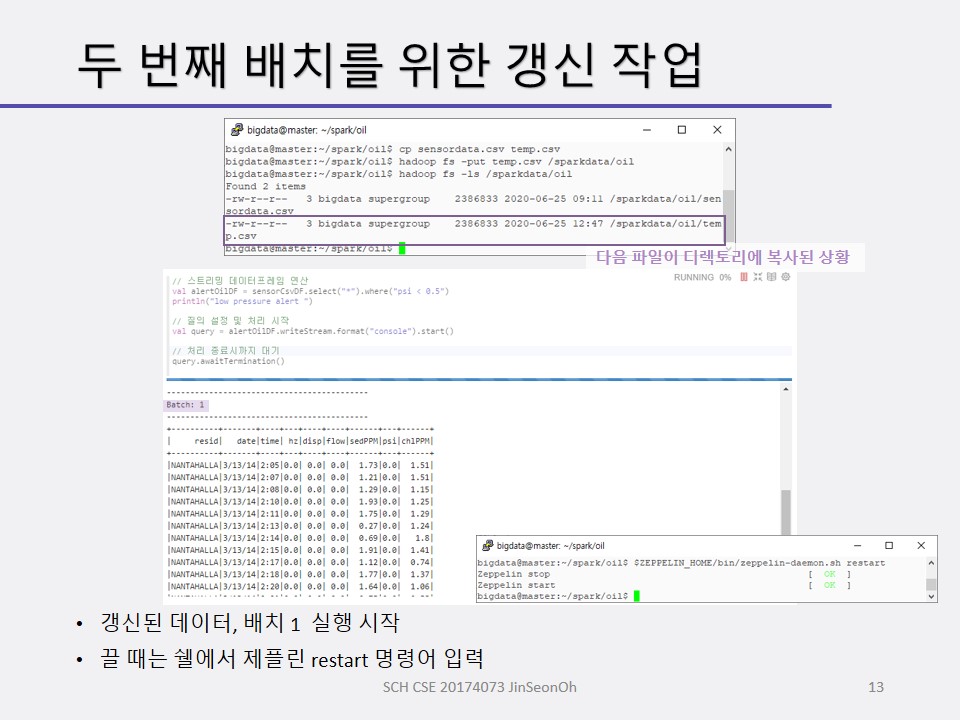 두 번째 배치를 위한 갱신 작업
bigdata@master: ~/spark/oil
bigdata@master:~/spark/oil$ cp sensordata.csv temp.csv
bigdata@master:~/spark/oil$ hadoop fs -put temp.csv /sparkdata/oil
bigdata@master:~/spark/oil$ hadoop fs -ls /sparkdata/oil
Found 2 items
-rw-r--r--   3 bigdata supergroup    2386833 2020-06-25 09:11 /sparkdata/oil/sen
sordata.csv
-rw-r--r--   3 bigdata supergroup    2386833 2020-06-25 12:47 /sparkdata/oil/tem
p.csv
bigdata@master:~/spark/oil$
다음 파일이 디렉토리에 복사된 상황
RUNNING 0%
// 스트리밍 데이터프레임 연산
val alertOilDF = sensorCsvDF.select("*").where("psi < 0.5")
println("low pressure alert ")
// 질의 설정 및 처리 시작
val query = alertOilDF.writeStream.format("console").start()
// 처리 종료시까지 대기
query.awaitTermination()
-------------------------------------------
Batch: 1
-------------------------------------------
+----------+-------+----+---+----+----+------+---+------+
|     resid|   date|time| hz|disp|flow|sedPPM|psi|chlPPM|
+----------+-------+----+---+----+----+------+---+------+
|NANTAHALLA|3/13/14|2:05|0.0| 0.0| 0.0|  1.73|0.0|  1.51|
|NANTAHALLA|3/13/14|2:07|0.0| 0.0| 0.0|  1.21|0.0|  1.51|
|NANTAHALLA|3/13/14|2:08|0.0| 0.0| 0.0|  1.29|0.0|  1.15|
|NANTAHALLA|3/13/14|2:10|0.0| 0.0| 0.0|  1.93|0.0|  1.25|
|NANTAHALLA|3/13/14|2:11|0.0| 0.0| 0.0|  1.75|0.0|  1.29|
|NANTAHALLA|3/13/14|2:13|0.0| 0.0| 0.0|  0.27|0.0|  1.24|
|NANTAHALLA|3/13/14|2:14|0.0| 0.0| 0.0|  0.69|0.0|   1.8|
|NANTAHALLA|3/13/14|2:15|0.0| 0.0| 0.0|  1.91|0.0|  1.41|
|NANTAHALLA|3/13/14|2:17|0.0| 0.0| 0.0|  1.12|0.0|  0.74|
|NANTAHALLA|3/13/14|2:18|0.0| 0.0| 0.0|  1.77|0.0|  1.37|
|NANTAHALLA|3/13/14|2:20|0.0| 0.0| 0.0|  1.64|0.0|  1.06|
bigdata@master: ~/spark/oil
bigdata@master:~/spark/oil$ $ZEPPELIN_HOME/bin/zeppelin-daemon.sh restart
Zeppelin stop                                              [  OK  ]
Zeppelin start                                             [  OK  ]
bigdata@master:~/spark/oil$
• 갱신된 데이터, 배치 1 실행 시작
• 끌 때는 쉘에서 제플린 restart 명령어 입력
SCH CSE 20174073 JinSeonOh
13